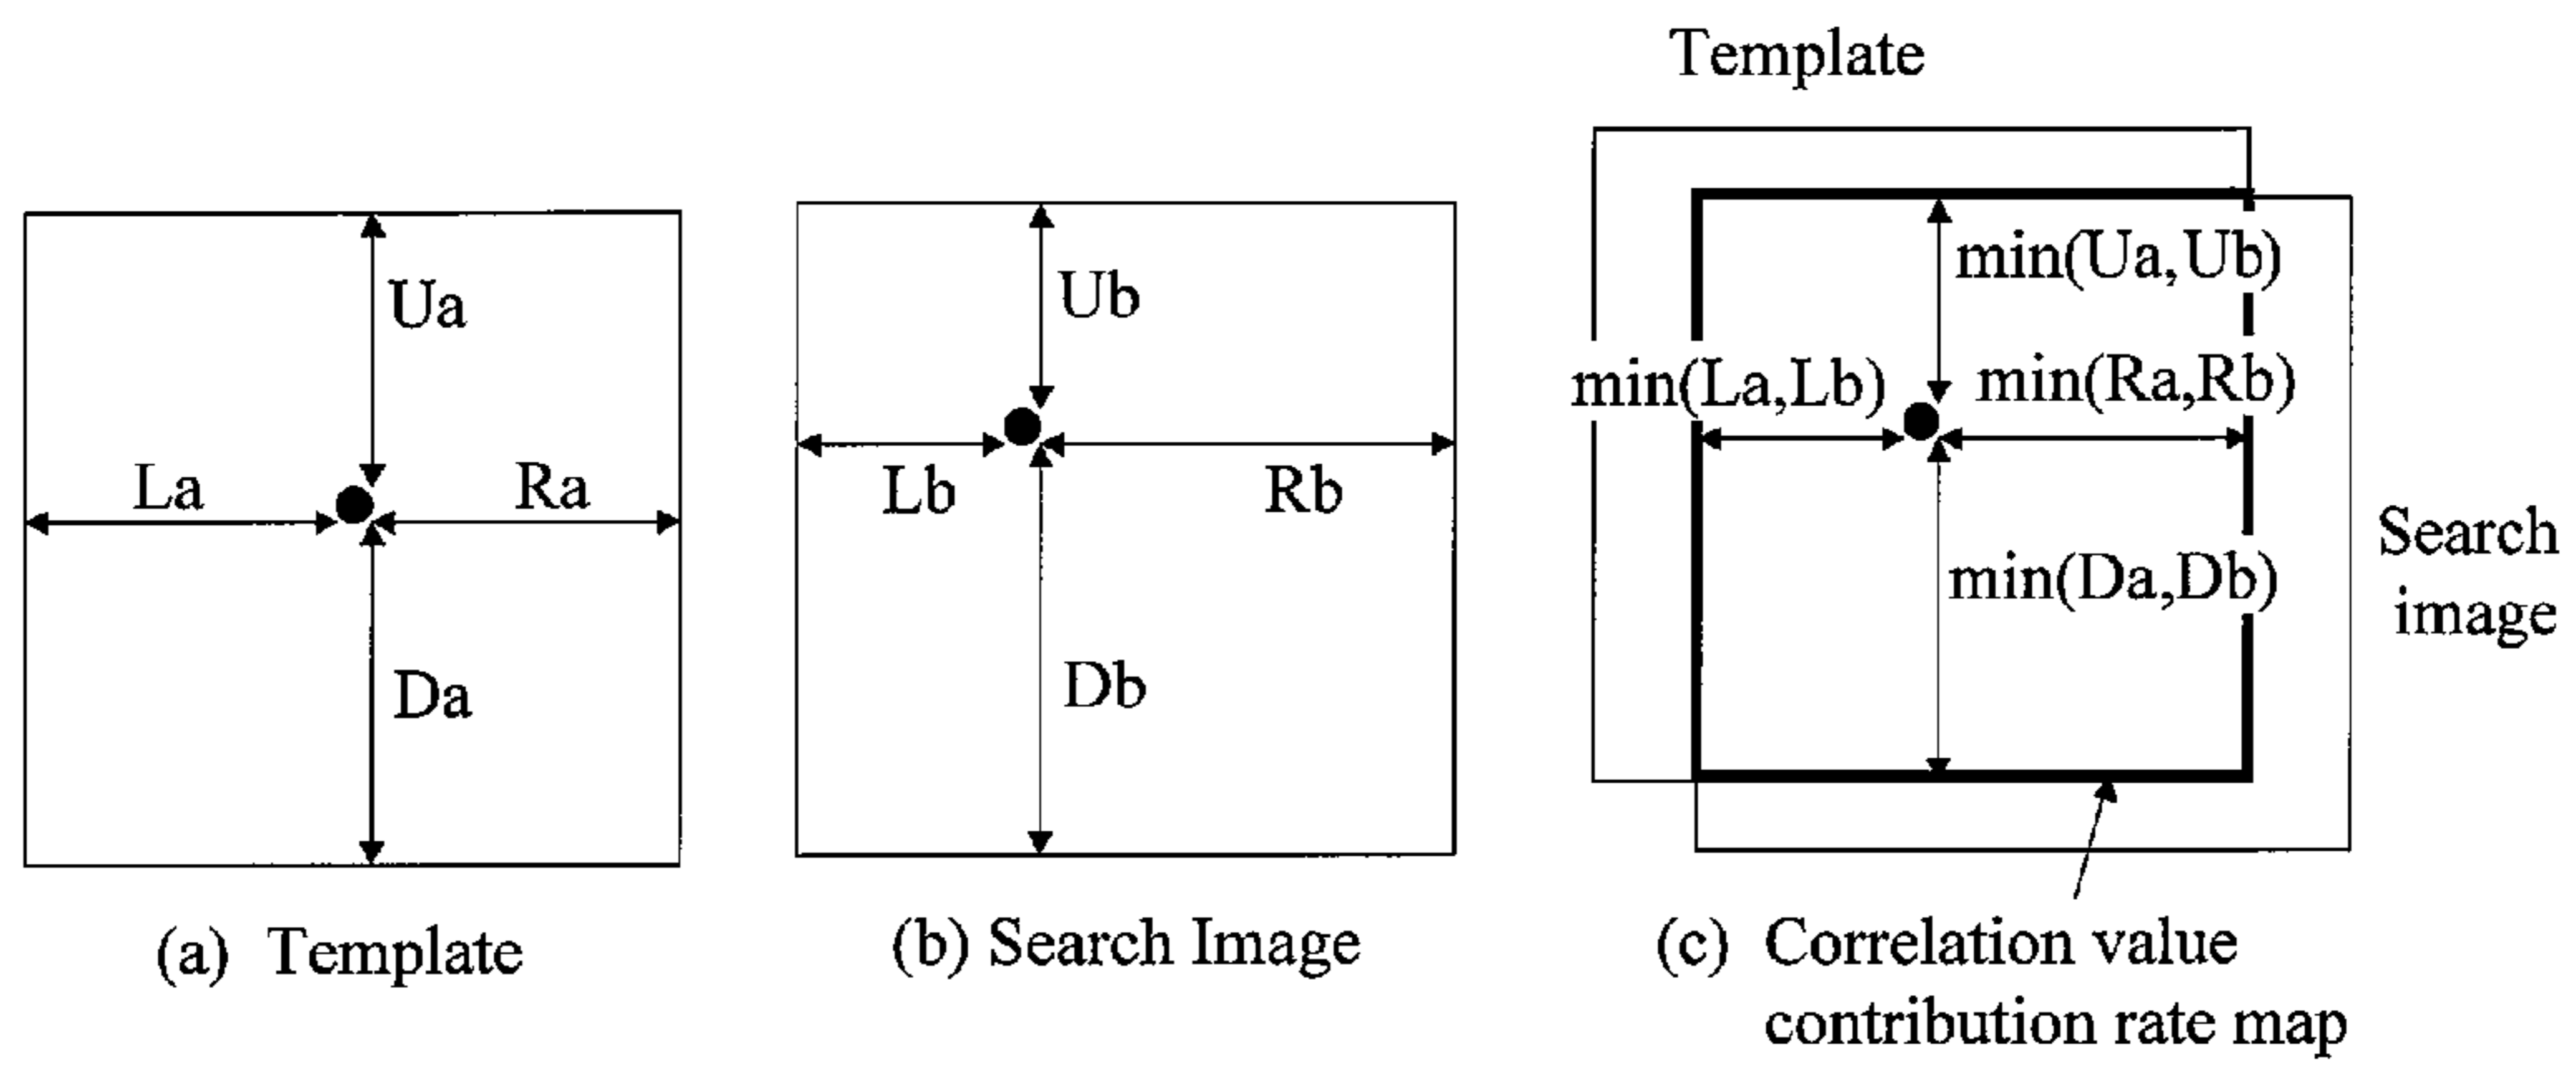 Ua
La
Ra
Da
(a) Template
Ub
Lb
Rb
Db
(b) Search Image
Template
min(Ua,Ub)
min(La,Lb)
min(Ra,Rb)
min(Da,Db)
Search
image
(c) Correlation value
contribution rate map